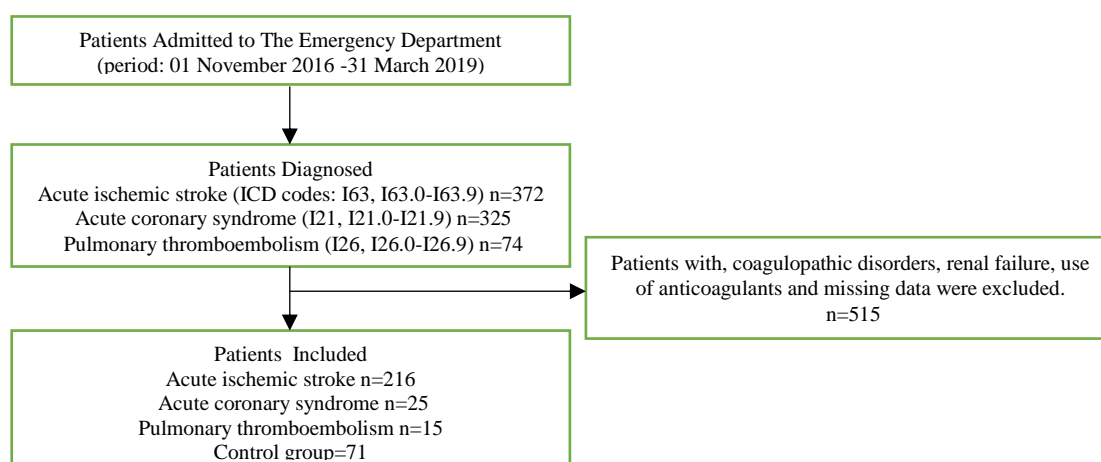 Patients Admitted to The Emergency Department
(period: 01 November 2016 -31 March 2019)
Patients Diagnosed
Acute ischemic stroke (ICD codes: I63, I63.0-I63.9) n=372
Acute coronary syndrome (I21, I21.0-I21.9) n=325
Pulmonary thromboembolism (I26, I26.0-I26.9) n=74
Patients with, coagulopathic disorders, renal failure, use
of anticoagulants and missing data were excluded.
n=515
Patients Included
Acute ischemic stroke n=216
Acute coronary syndrome n=25
Pulmonary thromboembolism n=15
Control group=71